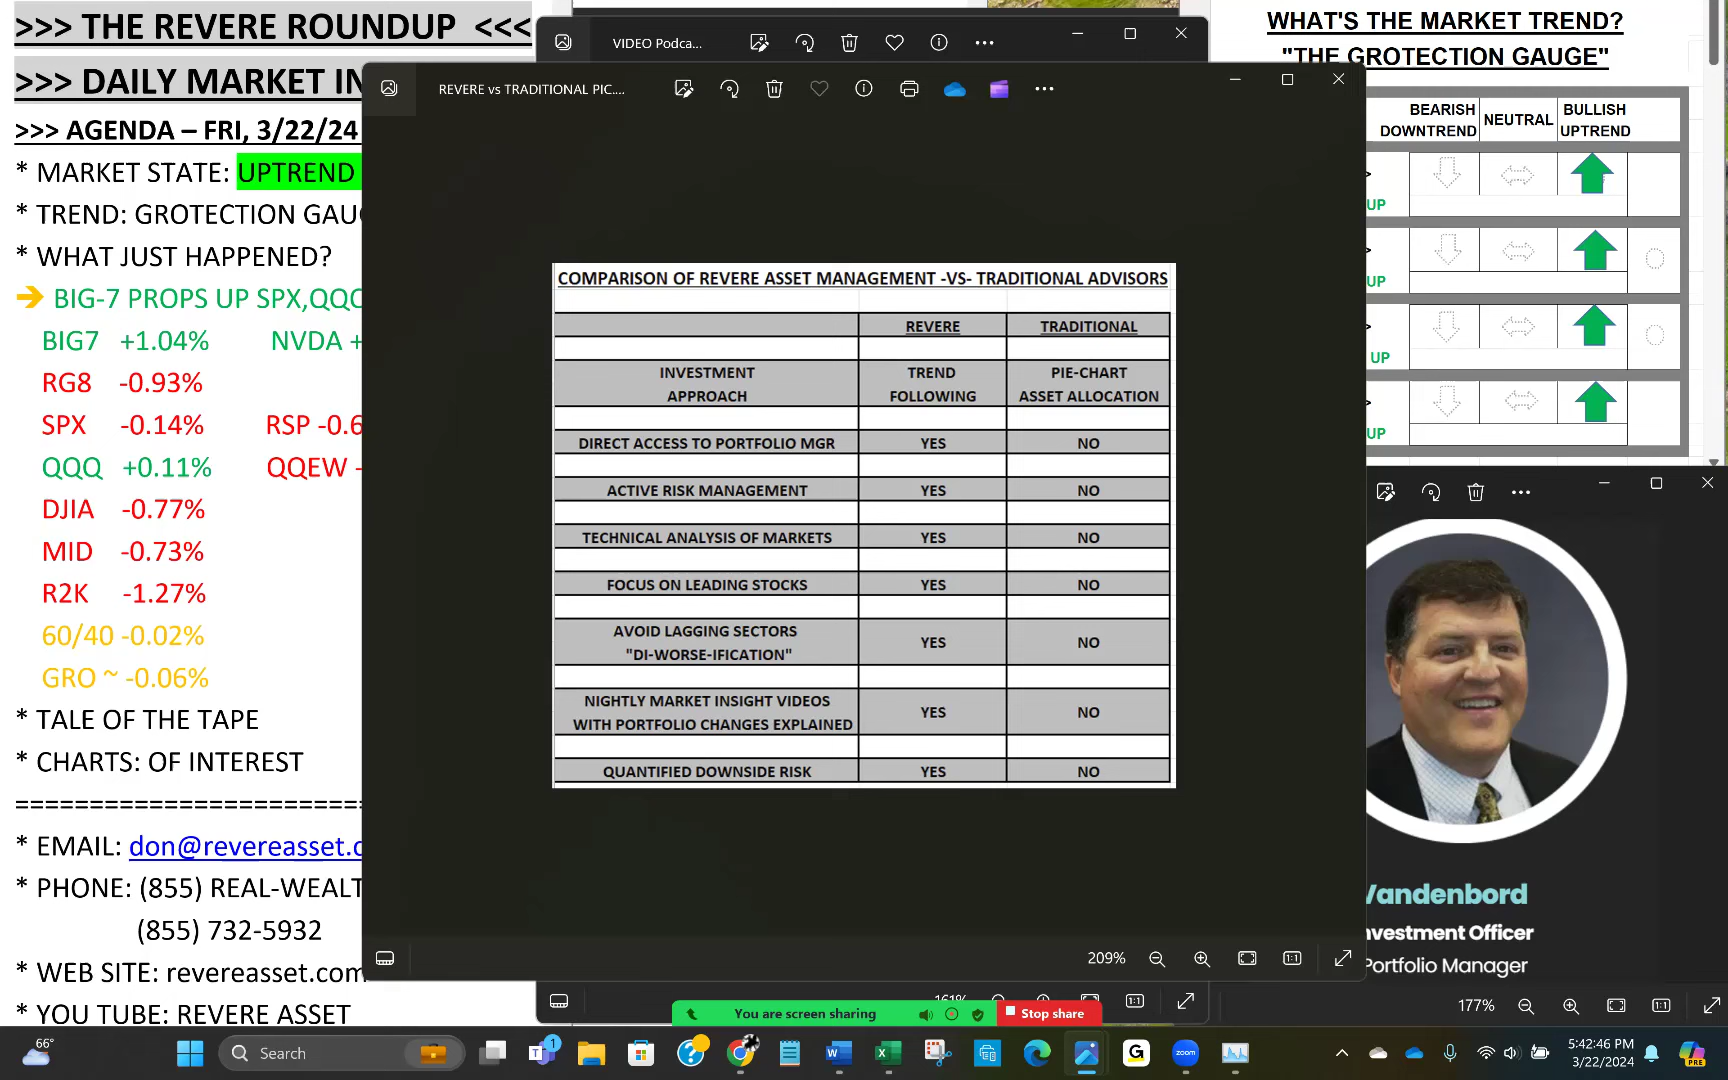 >>> THE REVERE ROUNDUP <<<
>>> DAILY MARKET IN
>>> AGENDA – FRI, 3/22/24
* MARKET STATE: UPTREND
* TREND: GROTECTION GAU
* WHAT JUST HAPPENED?
BIG-7 PROPS UP SPX,QQQ
BIG7 +1.04% NVDA +
RG8 -0.93%
SPX -0.14% RSP -0.6
QQQ +0.11% QQEW -
DJIA -0.77%
MID -0.73%
R2K -1.27%
60/40 -0.02%
GRO ~ -0.06%
* TALE OF THE TAPE
* CHARTS: OF INTEREST
* EMAIL: don@revereasset.c
* PHONE: (855) REAL-WEALT
(855) 732-5932
* WEB SITE: revereasset.com
* YOU TUBE: REVERE ASSET
VIDEO Podca...
REVERE vs TRADITIONAL PIC....
COMPARISON OF REVERE ASSET MANAGEMENT -VS- TRADITIONAL ADVISORS
REVERE TRADITIONAL
INVESTMENT APPROACH TREND FOLLOWING PIE-CHART ASSET ALLOCATION
DIRECT ACCESS TO PORTFOLIO MGR YES NO
ACTIVE RISK MANAGEMENT YES NO
TECHNICAL ANALYSIS OF MARKETS YES NO
FOCUS ON LEADING STOCKS YES NO
AVOID LAGGING SECTORS "DI-WORSE-IFICATION" YES NO
NIGHTLY MARKET INSIGHT VIDEOS WITH PORTFOLIO CHANGES EXPLAINED YES NO
QUANTIFIED DOWNSIDE RISK YES NO
209%
161%
You are screen sharing
Stop share
WHAT'S THE MARKET TREND?
"THE GROTECTION GAUGE"
BEARISH DOWNTREND NEUTRAL BULLISH UPTREND
UP
UP
UP
UP
Vandenbord
nvestment Officer
Portfolio Manager
177%
66°
Search
1
zoom
5:42:46 PM
3/22/2024
PRE